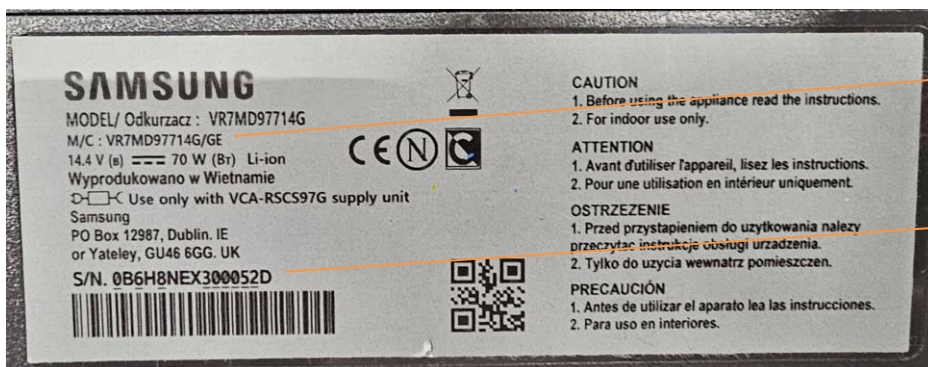 SAMSUNG
MODEL/ Odkurzacz : VR7MD97714G
M/C : VR7MD97714G/GE
14.4 V (в) 70 W (Вт) Li-ion
Wyprodukowano w Wietnamie
Use only with VCA-RSCS97G supply unit
Samsung
PO Box 12987, Dublin. IE
or Yateley, GU46 6GG. UK
S/N. 0B6H8NEX300052D
CE N C
CAUTION
1. Before using the appliance read the instructions.
2. For indoor use only.
ATTENTION
1. Avant d'utiliser l'appareil, lisez les instructions.
2. Pour une utilisation en intérieur uniquement.
OSTRZEZENIE
1. Przed przystapieniem do uzytkowania nalezy
przeczytac instrukcje obslugi urzadzenia.
2. Tylko do uzycia wewnatrz pomieszczen.
PRECAUCIÓN
1. Antes de utilizar el aparato lea las instrucciones.
2. Para uso en interiores.